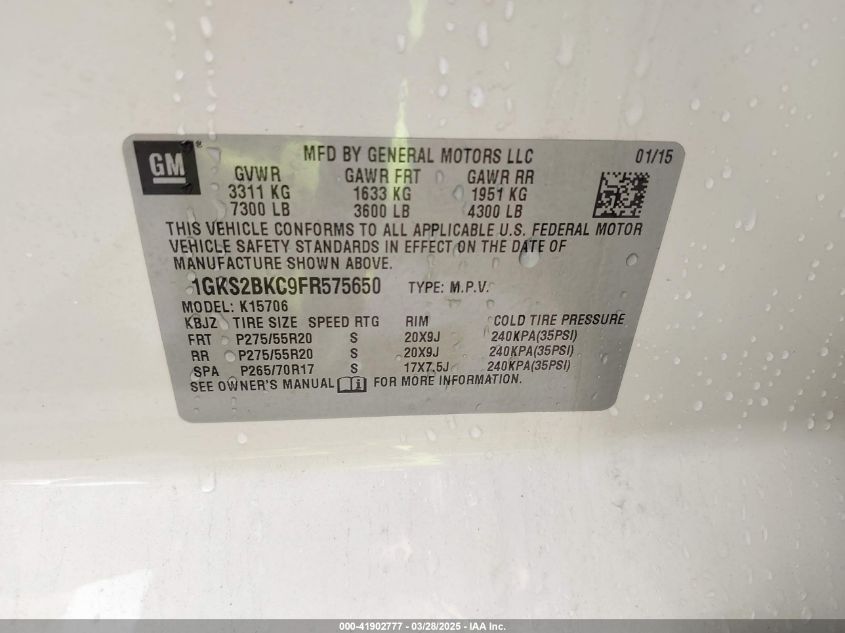 GM®
MFD BY GENERAL MOTORS LLC 01/15
GVWR GAWR FRT GAWR RR
3311 KG 1633 KG 1951 KG
7300 LB 3600 LB 4300 LB
THIS VEHICLE CONFORMS TO ALL APPLICABLE U.S. FEDERAL MOTOR
VEHICLE SAFETY STANDARDS IN EFFECT ON THE DATE OF
MANUFACTURE SHOWN ABOVE.
1GKS2BKC9FR575650 TYPE: M.P.V.
MODEL: K15706
KBJZ TIRE SIZE SPEED RTG RIM COLD TIRE PRESSURE
FRT P275/55R20 S 20X9J 240KPA(35PSI)
RR P275/55R20 S 20X9J 240KPA(35PSI)
SPA P265/70R17 S 17X7.5J 240KPA(35PSI)
SEE OWNER'S MANUAL FOR MORE INFORMATION.
000-41902777 — 03/28/2025 — IAA Inc.